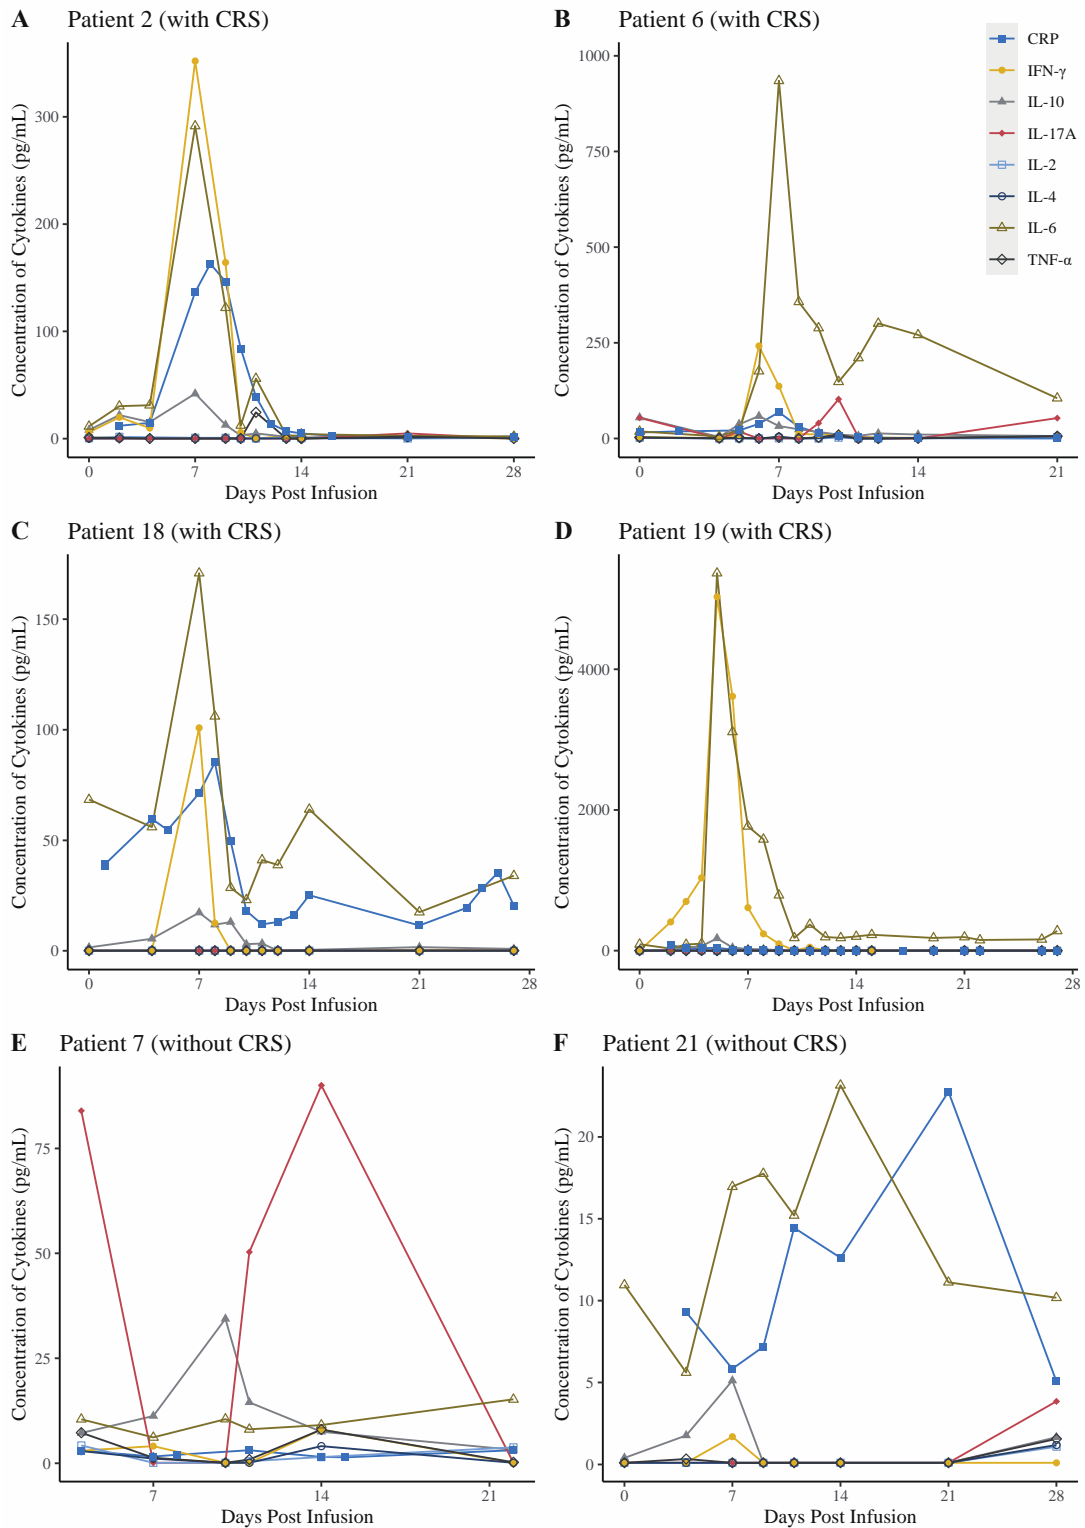 A Patient 2 (with CRS)
Concentration of Cytokines (pg/mL)
300
200
100
0
0 7 14 21 28
Days Post Infusion
B Patient 6 (with CRS)
Concentration of Cytokines (pg/mL)
1000
750
500
250
0
0 7 14 21
Days Post Infusion
CRP
IFN-γ
IL-10
IL-17A
IL-2
IL-4
IL-6
TNF-α
C Patient 18 (with CRS)
Concentration of Cytokines (pg/mL)
150
100
50
0
0 7 14 21 28
Days Post Infusion
D Patient 19 (with CRS)
Concentration of Cytokines (pg/mL)
4000
2000
0
0 7 14 21 28
Days Post Infusion
E Patient 7 (without CRS)
Concentration of Cytokines (pg/mL)
75
50
25
0
7 14 21
Days Post Infusion
F Patient 21 (without CRS)
Concentration of Cytokines (pg/mL)
20
15
10
5
0
0 7 14 21 28
Days Post Infusion